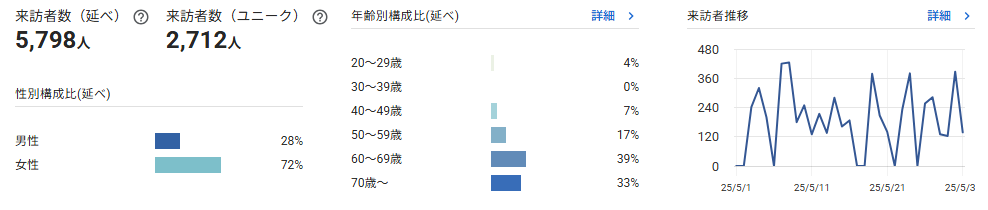 来訪者数（延べ）
5,798人
来訪者数（ユニーク）
2,712人
性別構成比(延べ)
男性 28%
女性 72%
年齢別構成比(延べ) 詳細
20〜29歳 4%
30〜39歳 0%
40〜49歳 7%
50〜59歳 17%
60〜69歳 39%
70歳〜 33%
来訪者推移 詳細
480
360
240
120
0
25/5/1 25/5/11 25/5/21 25/5/3